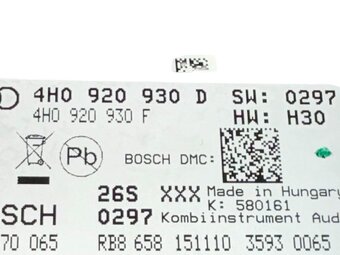 4H0 920 930 D SW: 0297
4H0 920 930 F HW: H30
Pb BOSCH DMC:
26S XXX Made in Hungary
K: 580161
SCH 0297 Kombiinstrument Aud
70 065 RB8 658 151110 3593 0065